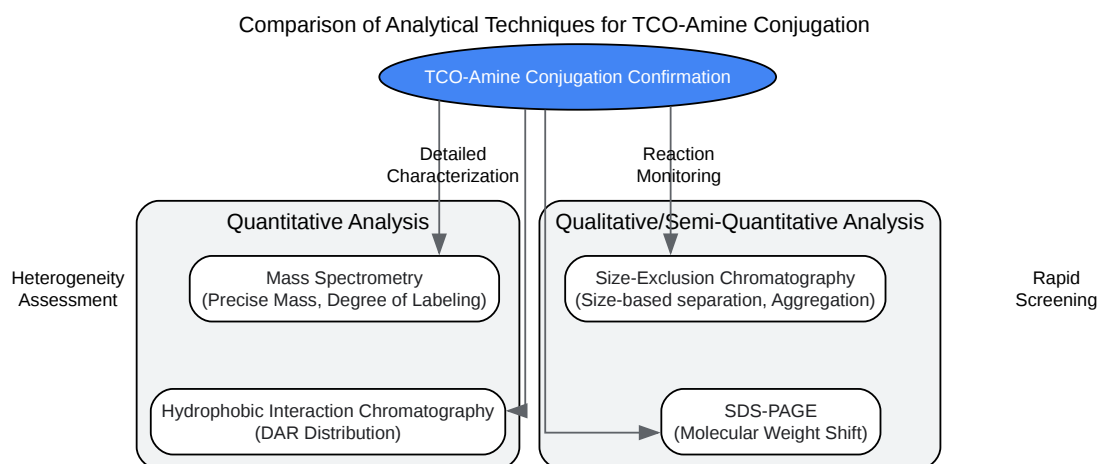 Comparison of Analytical Techniques for TCO-Amine Conjugation
TCO-Amine Conjugation Confirmation
Detailed
Characterization
Reaction
Monitoring
Quantitative Analysis
Qualitative/Semi-Quantitative Analysis
Heterogeneity
Assessment
Mass Spectrometry
(Precise Mass, Degree of Labeling)
Size-Exclusion Chromatography
(Size-based separation, Aggregation)
Rapid
Screening
Hydrophobic Interaction Chromatography
(DAR Distribution)
SDS-PAGE
(Molecular Weight Shift)